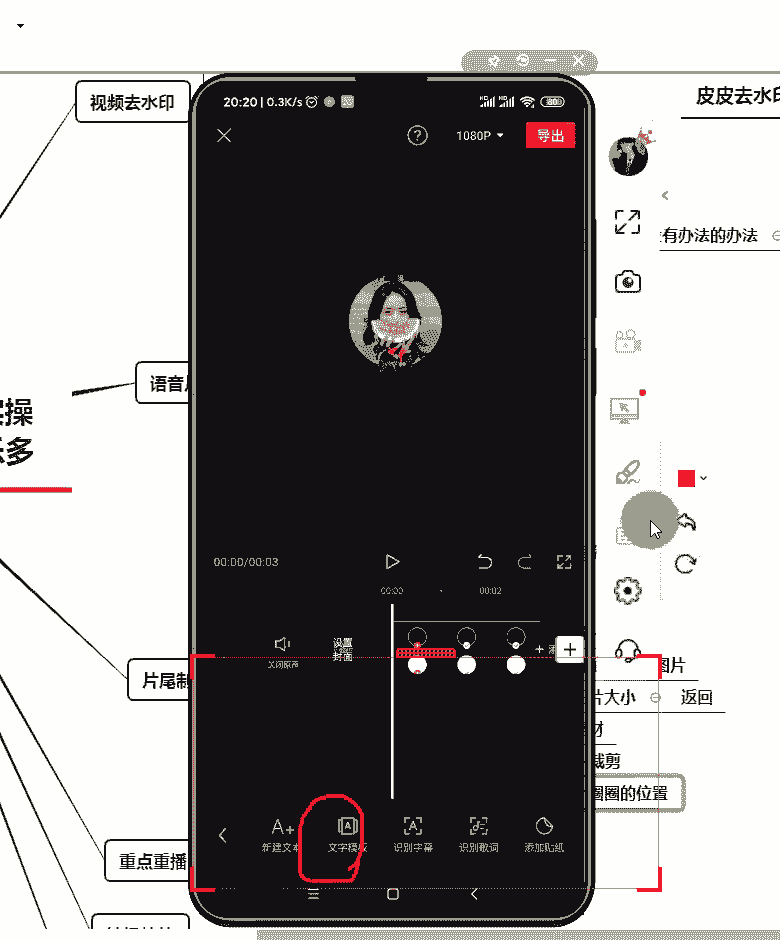 视频去水印
皮皮去水印
20:20 | 0.3K/s
1080P
导出
有办法的办法
语音
实操
乐多
00:00/00:03
00:00
00:02
关闭原声
设置
封面
片尾制
图片
片大小
返回
材
裁剪
圈圈的位置
新建文本
文字模板
识别字幕
识别歌词
添加贴纸
重点重播